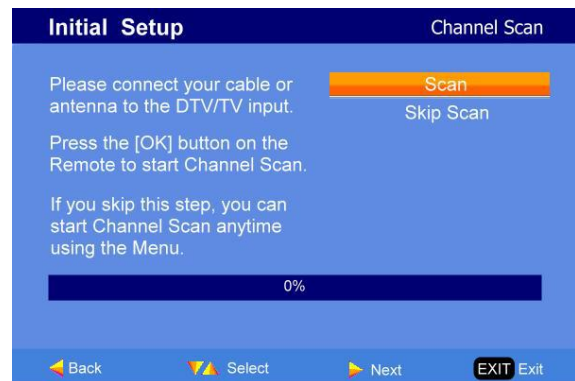 Initial Setup
Channel Scan
Please connect your cable or
antenna to the DTV/TV input.
Press the [OK] button on the
Remote to start Channel Scan.
If you skip this step, you can
start Channel Scan anytime
using the Menu.
Scan
Skip Scan
0%
Back
Select
Next
EXIT Exit